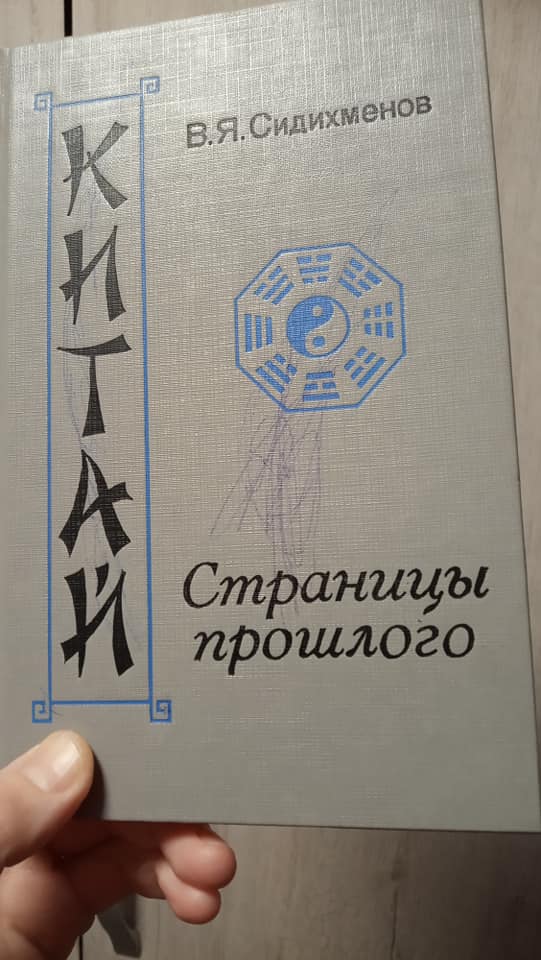 В.Я.Сидихменов
КИТАЙ
Страницы
прошлого